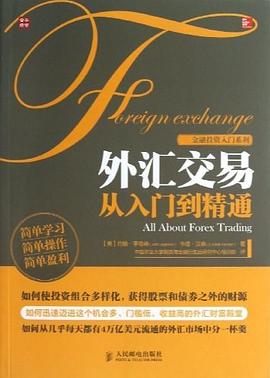 Foreign exchange
金融投资入门系列
外汇交易
从入门到精通
All About Forex Trading
简单学习
简单操作
简单盈利
如何使投资组合多样化，获得股票和债券之外的财源
如何迅速迈进这个机会多、门槛低、收益高的外汇财富殿堂
如何从几乎每天都有4万亿美元流通的外汇市场中分一杯羹
人民邮电出版社